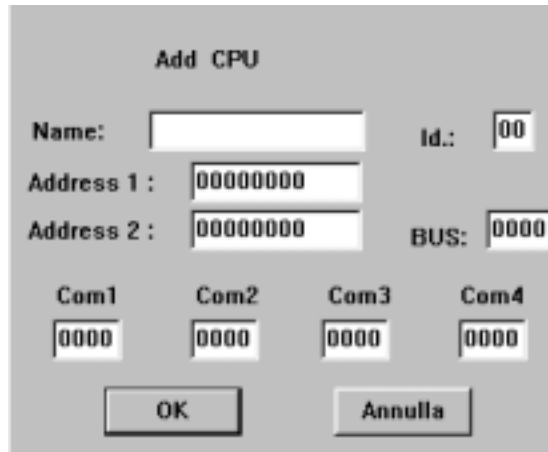 Add CPU
Name: Id.: 00
Address 1 : 00000000
Address 2 : 00000000 BUS: 0000
Com1 Com2 Com3 Com4
0000 0000 0000 0000
OK Annulla